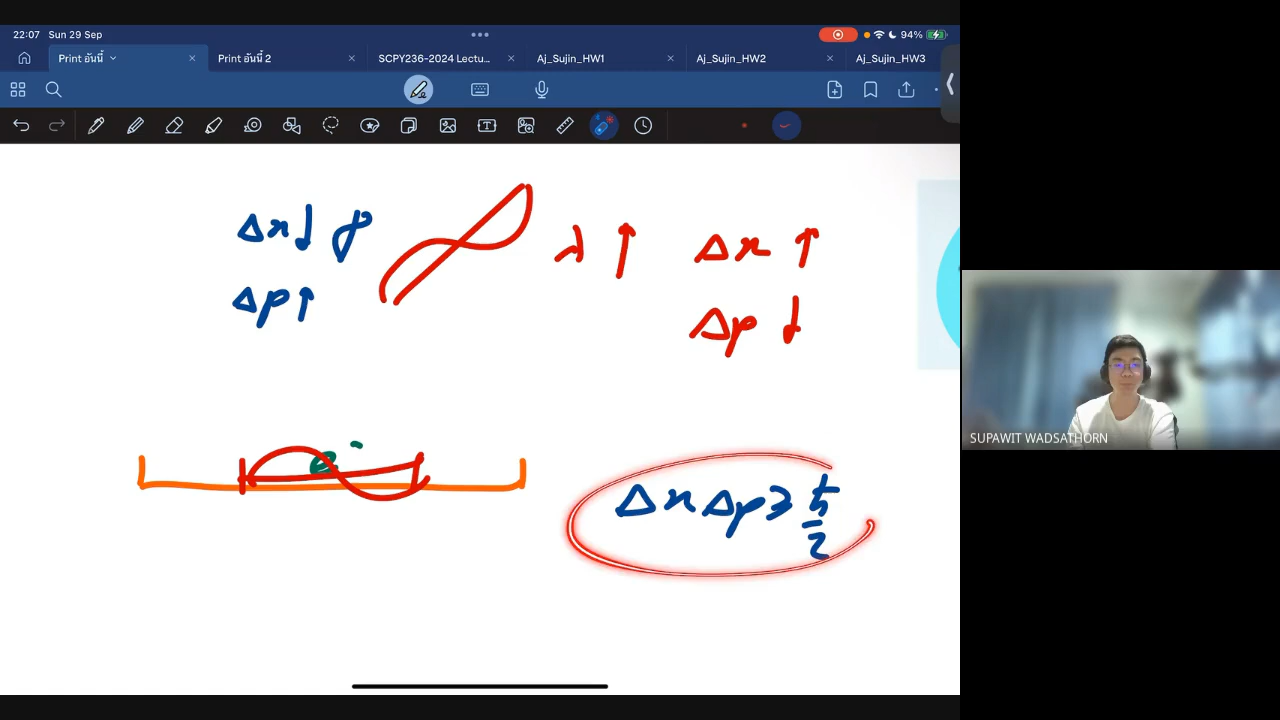 22:07 Sun 29 Sep
94%
Print อันนี้
Print อันนี้ 2
SCPY236-2024 Lectu...
Aj_Sujin_HW1
Aj_Sujin_HW2
Aj_Sujin_HW3
Δx↓
λ ↑
Δx ↑
Δp↑
Δp ↓
e⁻
ΔxΔp≥ħ/2
SUPAWIT WADSATHORN